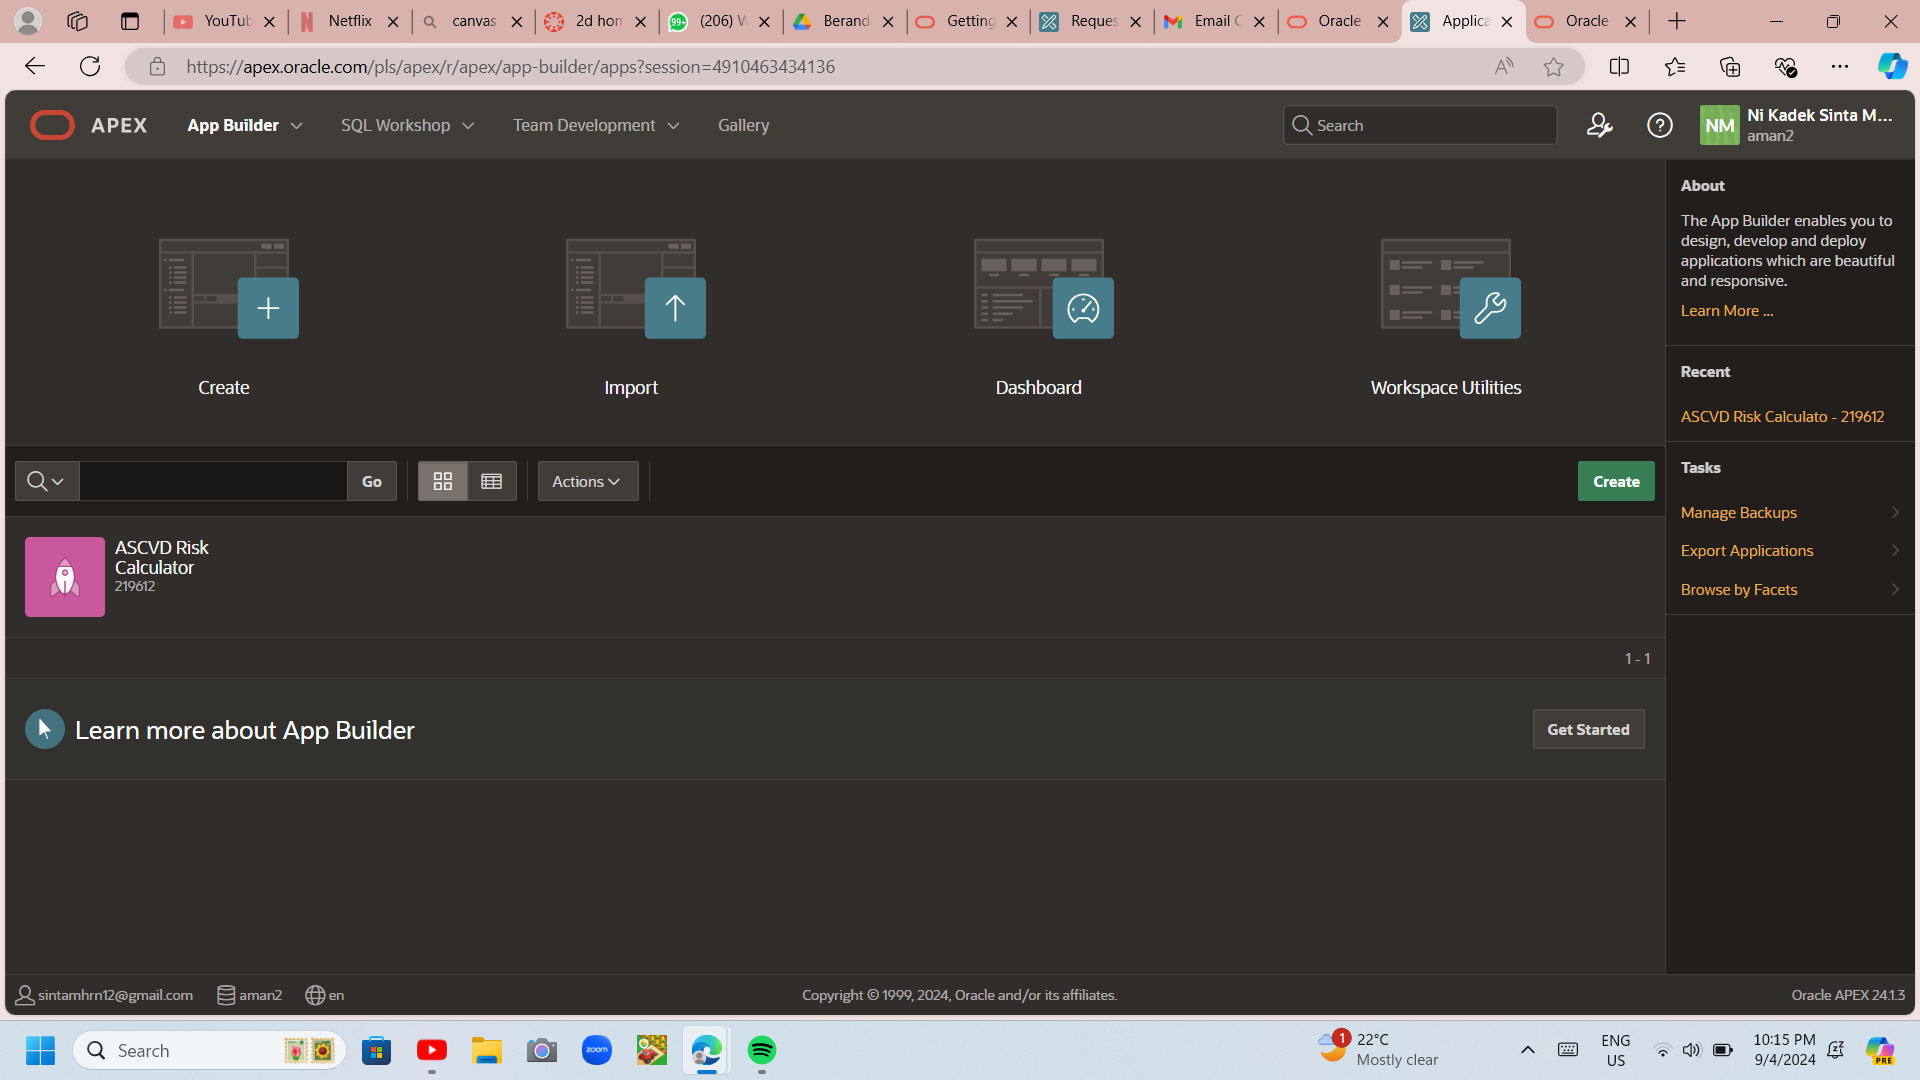 YouTub
Netflix
canvas
2d hom
(206) W
Berand
Getting
Reques
Email C
Oracle
Applica
Oracle
https://apex.oracle.com/pls/apex/r/apex/app-builder/apps?session=4910463434136
APEX
App Builder
SQL Workshop
Team Development
Gallery
Search
NM
Ni Kadek Sinta M...
aman2
Create
Import
Dashboard
Workspace Utilities
About
The App Builder enables you to
design, develop and deploy
applications which are beautiful
and responsive.
Learn More ...
Recent
ASCVD Risk Calculato - 219612
Tasks
Manage Backups
Export Applications
Browse by Facets
Go
Actions
Create
ASCVD Risk
Calculator
219612
1 - 1
Learn more about App Builder
Get Started
sintamhrn12@gmail.com
aman2
en
Copyright © 1999, 2024, Oracle and/or its affiliates.
Oracle APEX 24.1.3
Search
zoom
1
22°C
Mostly clear
ENG
US
10:15 PM
9/4/2024
PRE